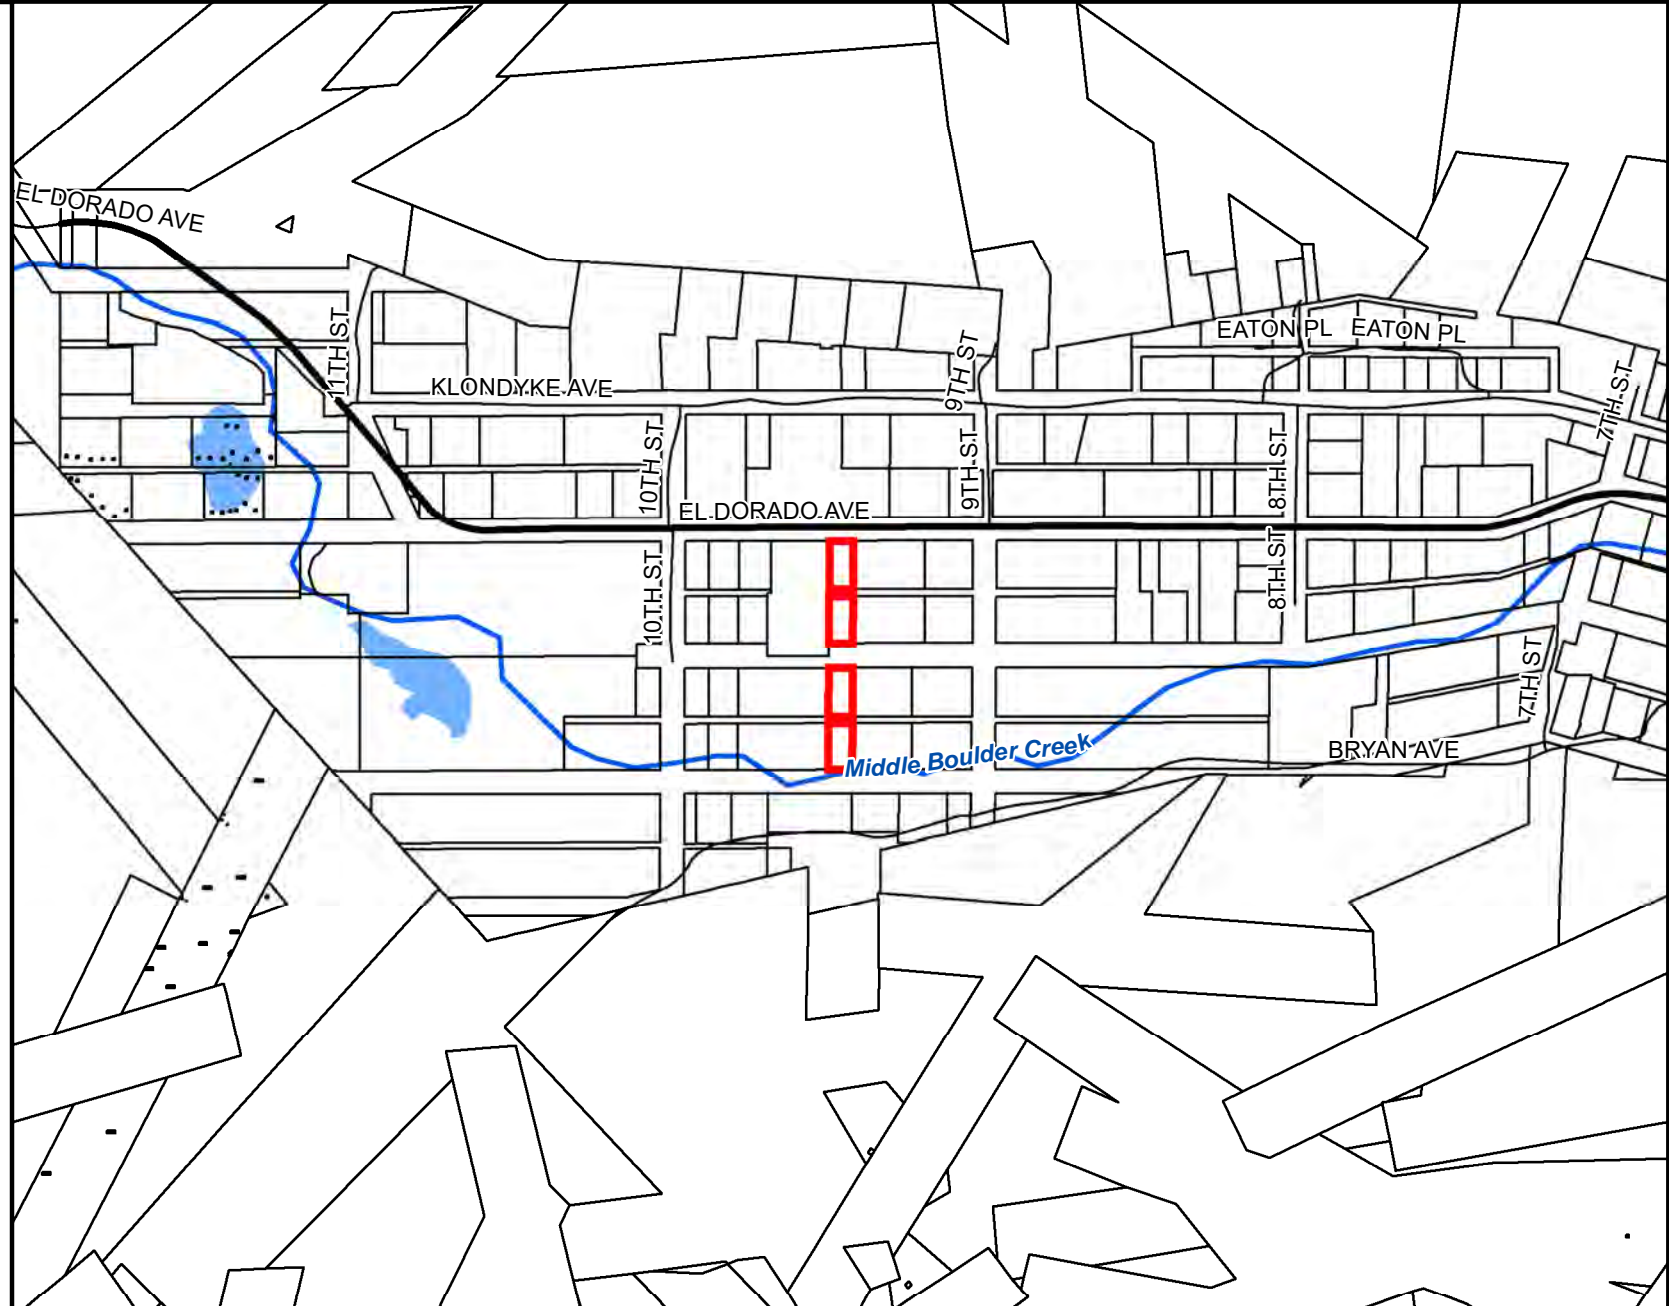 EL DORADO AVE
EATON PL
EATON PL
11TH ST
9TH ST
KLONDYKE AVE
7TH ST
10TH ST
9TH ST
8TH ST
EL DORADO AVE
10TH ST
8TH ST
7TH ST
Middle Boulder Creek
BRYAN AVE